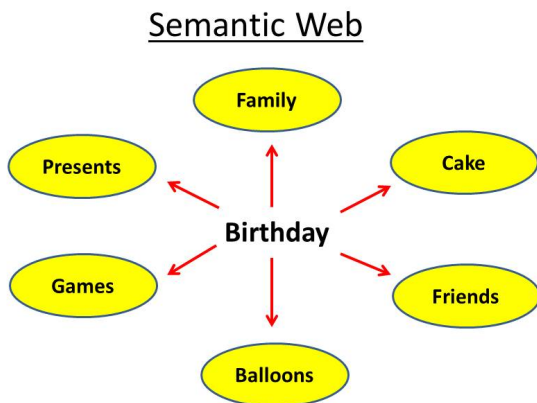 Semantic Web
Family
Presents
Cake
Birthday
Games
Friends
Balloons